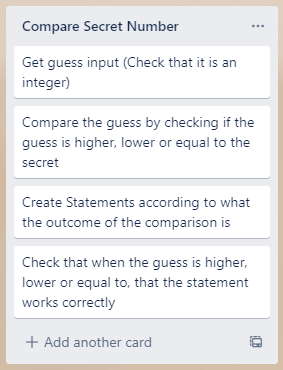 Compare Secret Number
Get guess input (Check that it is an
integer)
Compare the guess by checking if the
guess is higher, lower or equal to the
secret
Create Statements according to what
the outcome of the comparison is
Check that when the guess is higher,
lower or equal to, that the statement
works correctly
Add another card